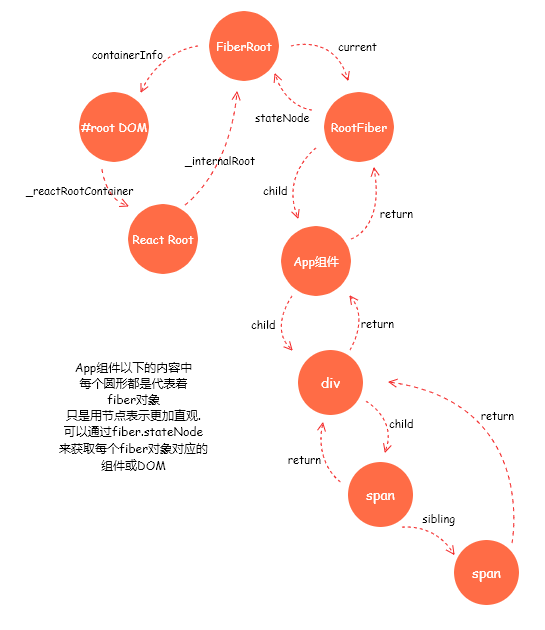 FiberRoot
containerInfo
current
#root DOM
stateNode
RootFiber
_internalRoot
_reactRootContainer
child
return
React Root
App组件
child
return
App组件以下的内容中
每个圆形都是代表着
fiber对象
只是用节点表示更加直观.
可以通过fiber.stateNode
来获取每个fiber对象对应的
组件或DOM
div
return
child
return
span
sibling
span